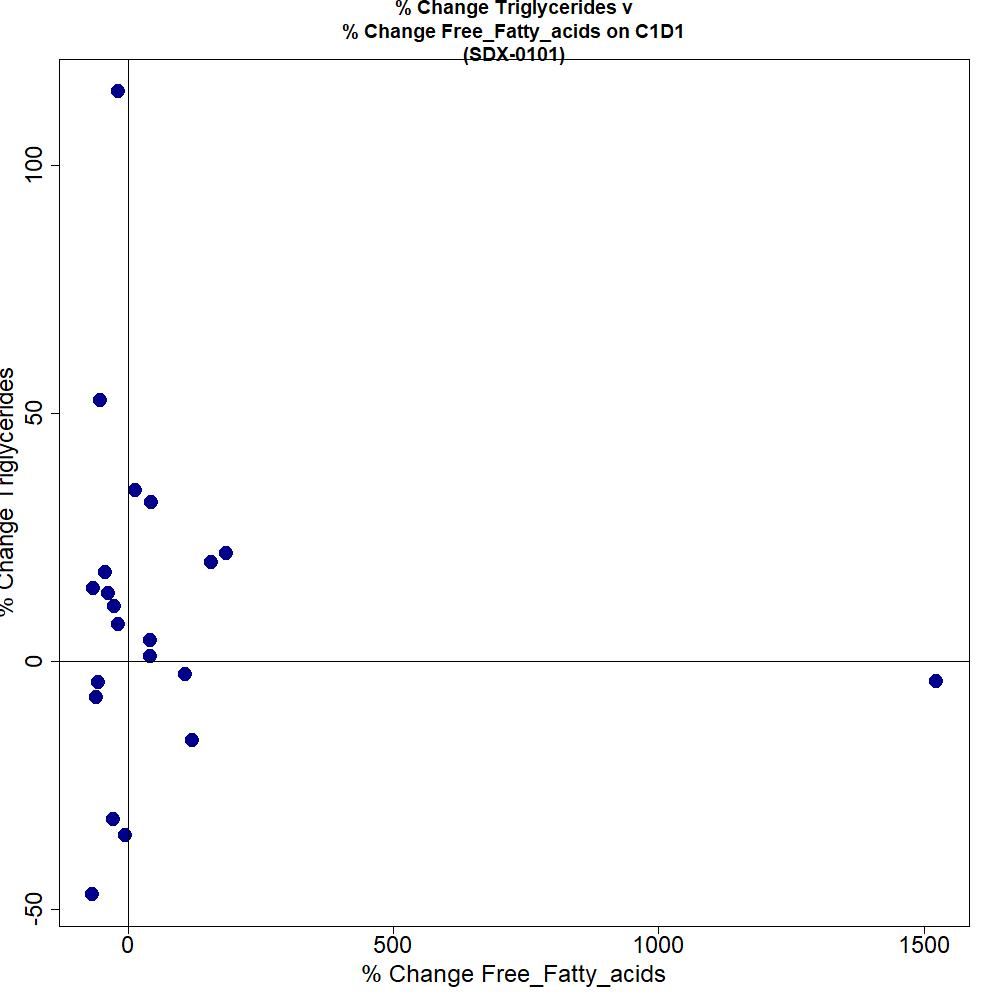 % Change Triglycerides v
% Change Free_Fatty_acids on C1D1
(SDX-0101)
% Change Triglycerides
100
50
0
-50
0
500
1000
1500
% Change Free_Fatty_acids